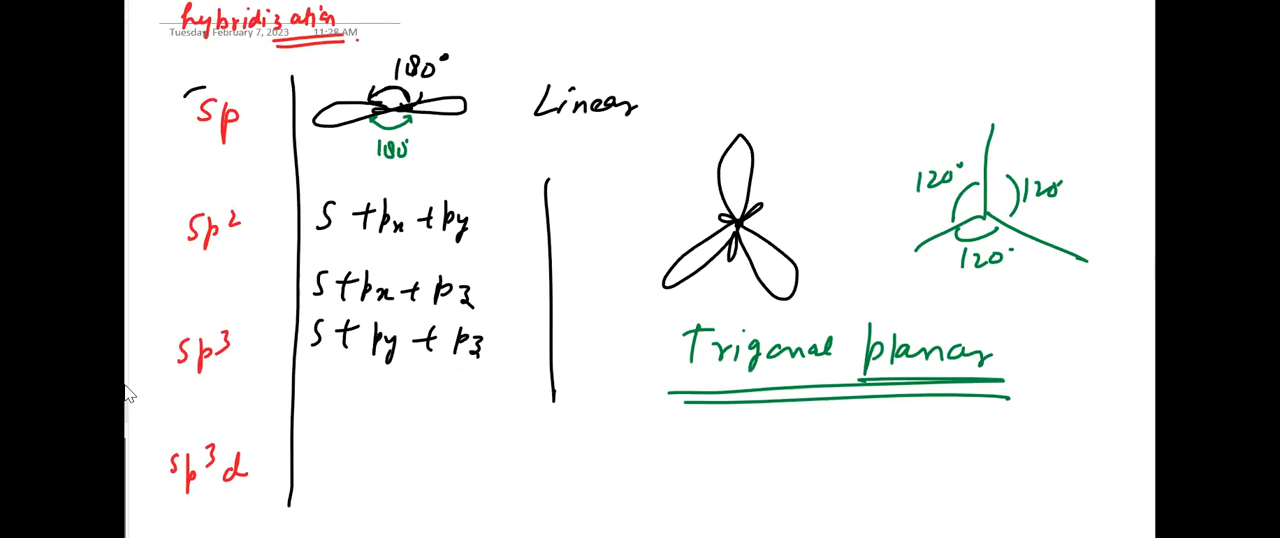 hybridization
Tuesday, February 7, 2023 11:28 AM
180°
sp Linear
180°
120° 120°
sp² s + px + py
120°
s + px + pz
sp³ s + py + pz
Trigonal planar
sp³d